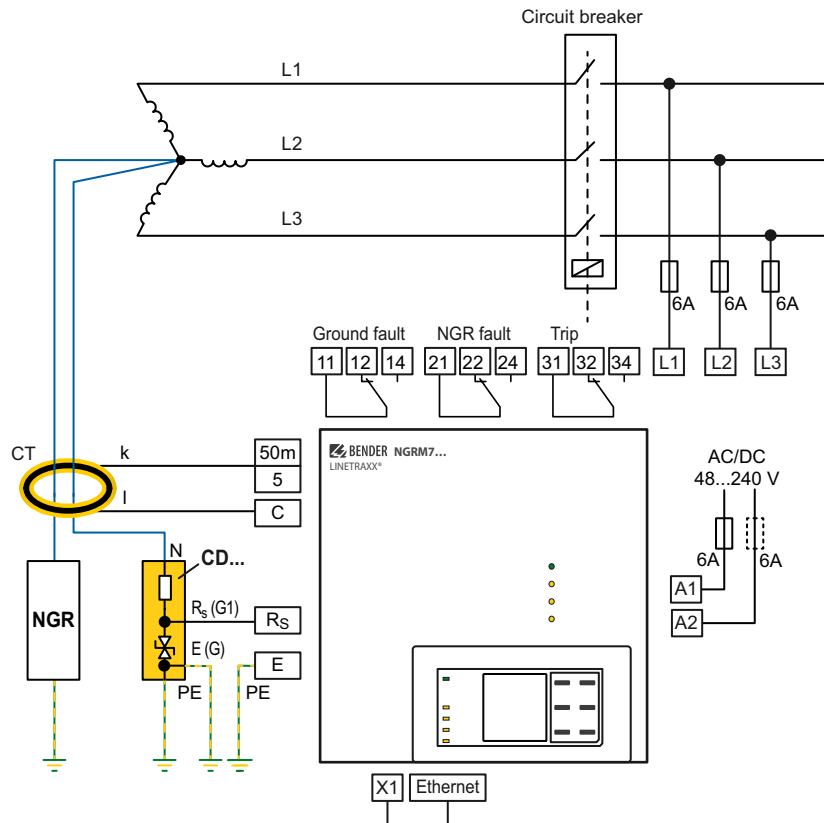 Circuit breaker
L1
L2
L3
6A
6A
6A
Ground fault
NGR fault
Trip
11 12 14
21 22 24
31 32 34
L1
L2
L3
CT
k
l
50m
5
C
BENDER NGRM7...
LINETRAXX®
AC/DC
48...240 V
6A
6A
A1
A2
N
CD...
NGR
Rs (G1)
RS
E (G)
E
PE
PE
X1
Ethernet